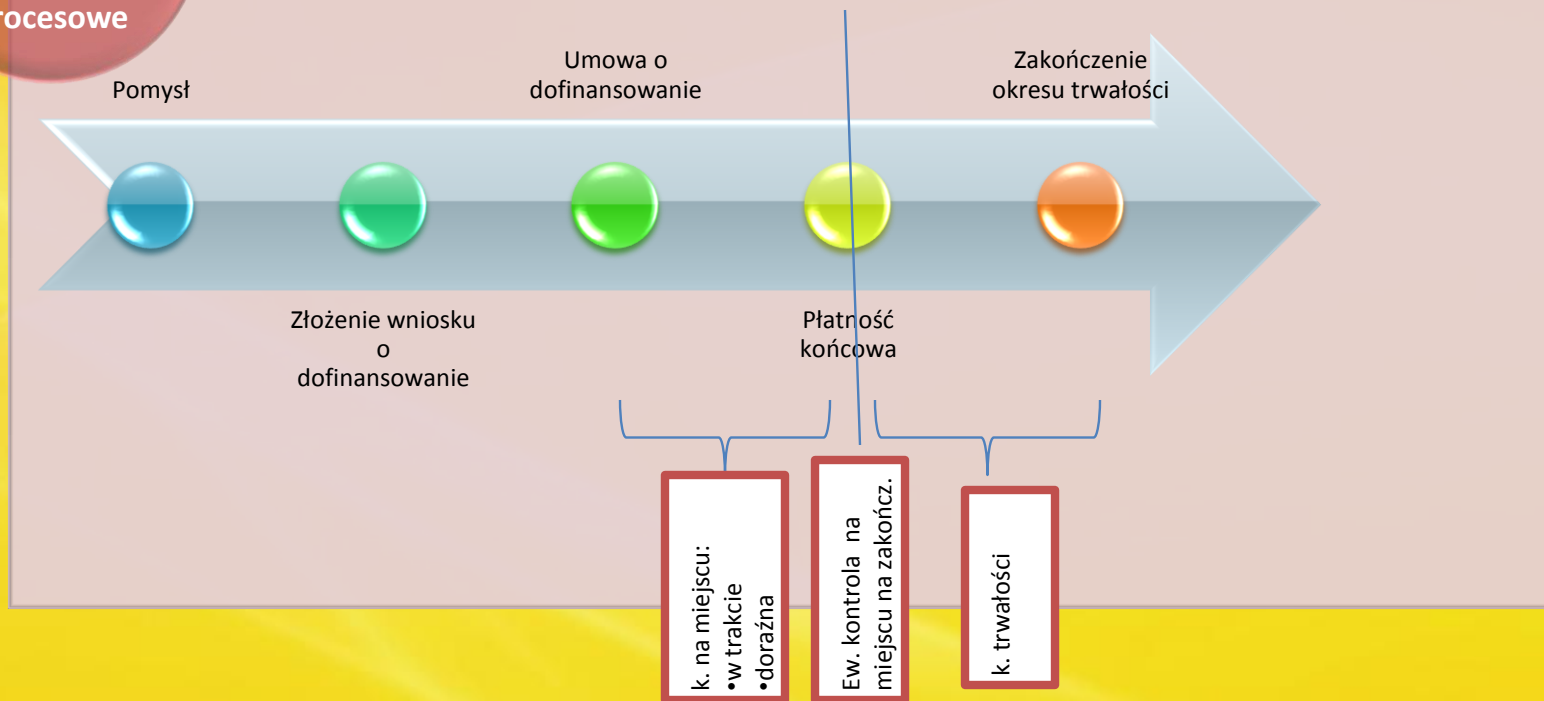 rocesowe
Pomysł
Umowa o
dofinansowanie
Zakończenie
okresu trwałości
Złożenie wniosku
o
dofinansowanie
Płatność
końcowa
k. na miejscu:
•w trakcie
•doraźna
Ew. kontrola na
miejscu na zakończ.
k. trwałości